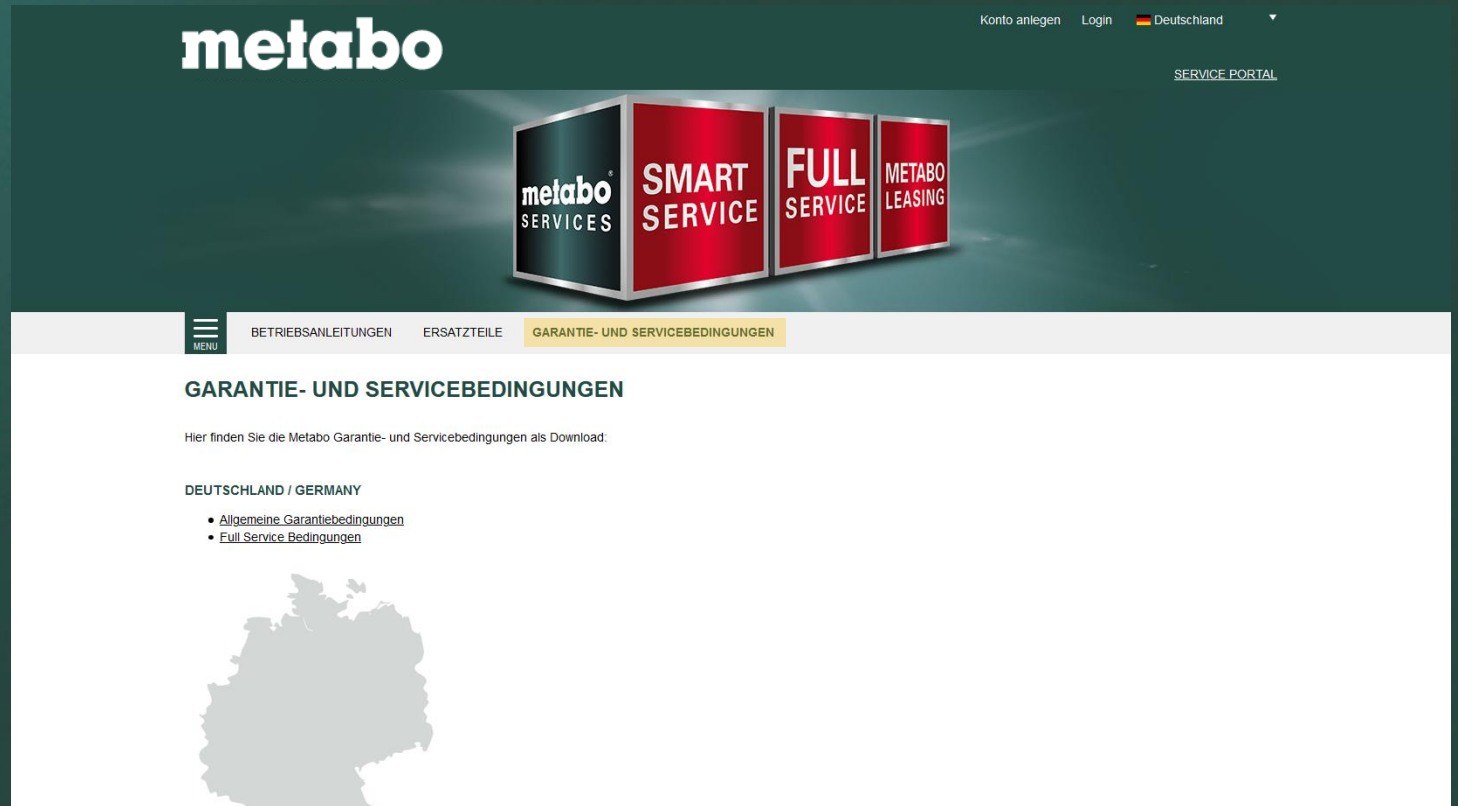 metabo
Konto anlegen Login Deutschland
SERVICE PORTAL
metabo®
SERVICES
SMART
SERVICE
FULL
SERVICE
METABO
LEASING
MENU
BETRIEBSANLEITUNGEN ERSATZTEILE GARANTIE- UND SERVICEBEDINGUNGEN
GARANTIE- UND SERVICEBEDINGUNGEN
Hier finden Sie die Metabo Garantie- und Servicebedingungen als Download:
DEUTSCHLAND / GERMANY
• Allgemeine Garantiebedingungen
• Full Service Bedingungen